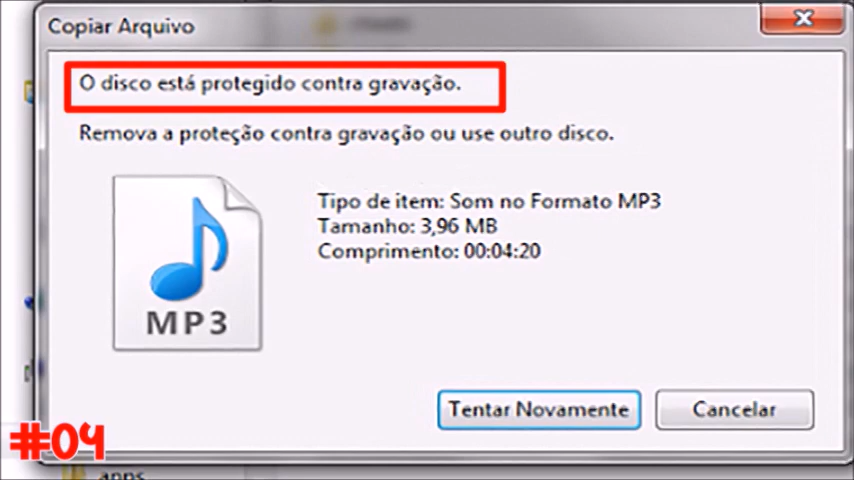 Copiar Arquivo
O disco está protegido contra gravação.
Remova a proteção contra gravação ou use outro disco.
Tipo de item: Som no Formato MP3
Tamanho: 3,96 MB
Comprimento: 00:04:20
MP3
Tentar Novamente
Cancelar
#04
apps